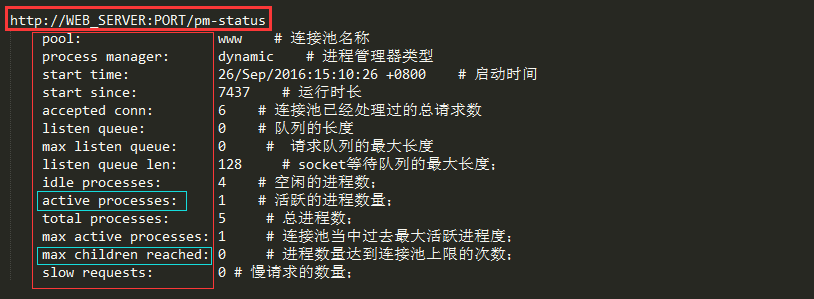 http://WEB_SERVER:PORT/pm-status
pool: www # 连接池名称
process manager: dynamic # 进程管理器类型
start time: 26/Sep/2016:15:10:26 +0800 # 启动时间
start since: 7437 # 运行时长
accepted conn: 6 # 连接池已经处理过的总请求数
listen queue: 0 # 队列的长度
max listen queue: 0 # 请求队列的最大长度
listen queue len: 128 # socket等待队列的最大长度;
idle processes: 4 # 空闲的进程数;
active processes: 1 # 活跃的进程数量;
total processes: 5 # 总进程数;
max active processes: 1 # 连接池当中过去最大活跃进程度;
max children reached: 0 # 进程数量达到连接池上限的次数;
slow requests: 0 # 慢请求的数量;